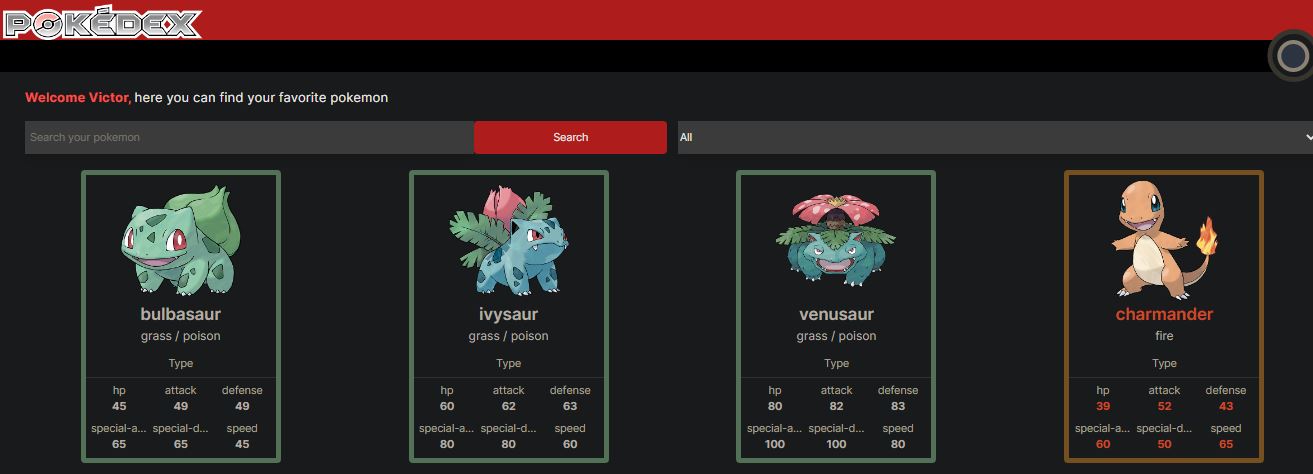 POKÉDEX
Welcome Victor, here you can find your favorite pokemon
Search your pokemon
Search
All
bulbasaur
grass / poison
Type
hp attack defense
45 49 49
special-a... special-d... speed
65 65 45
ivysaur
grass / poison
Type
hp attack defense
60 62 63
special-a... special-d... speed
80 80 60
venusaur
grass / poison
Type
hp attack defense
80 82 83
special-a... special-d... speed
100 100 80
charmander
fire
Type
hp attack defense
39 52 43
special-a... special-d... speed
60 50 65